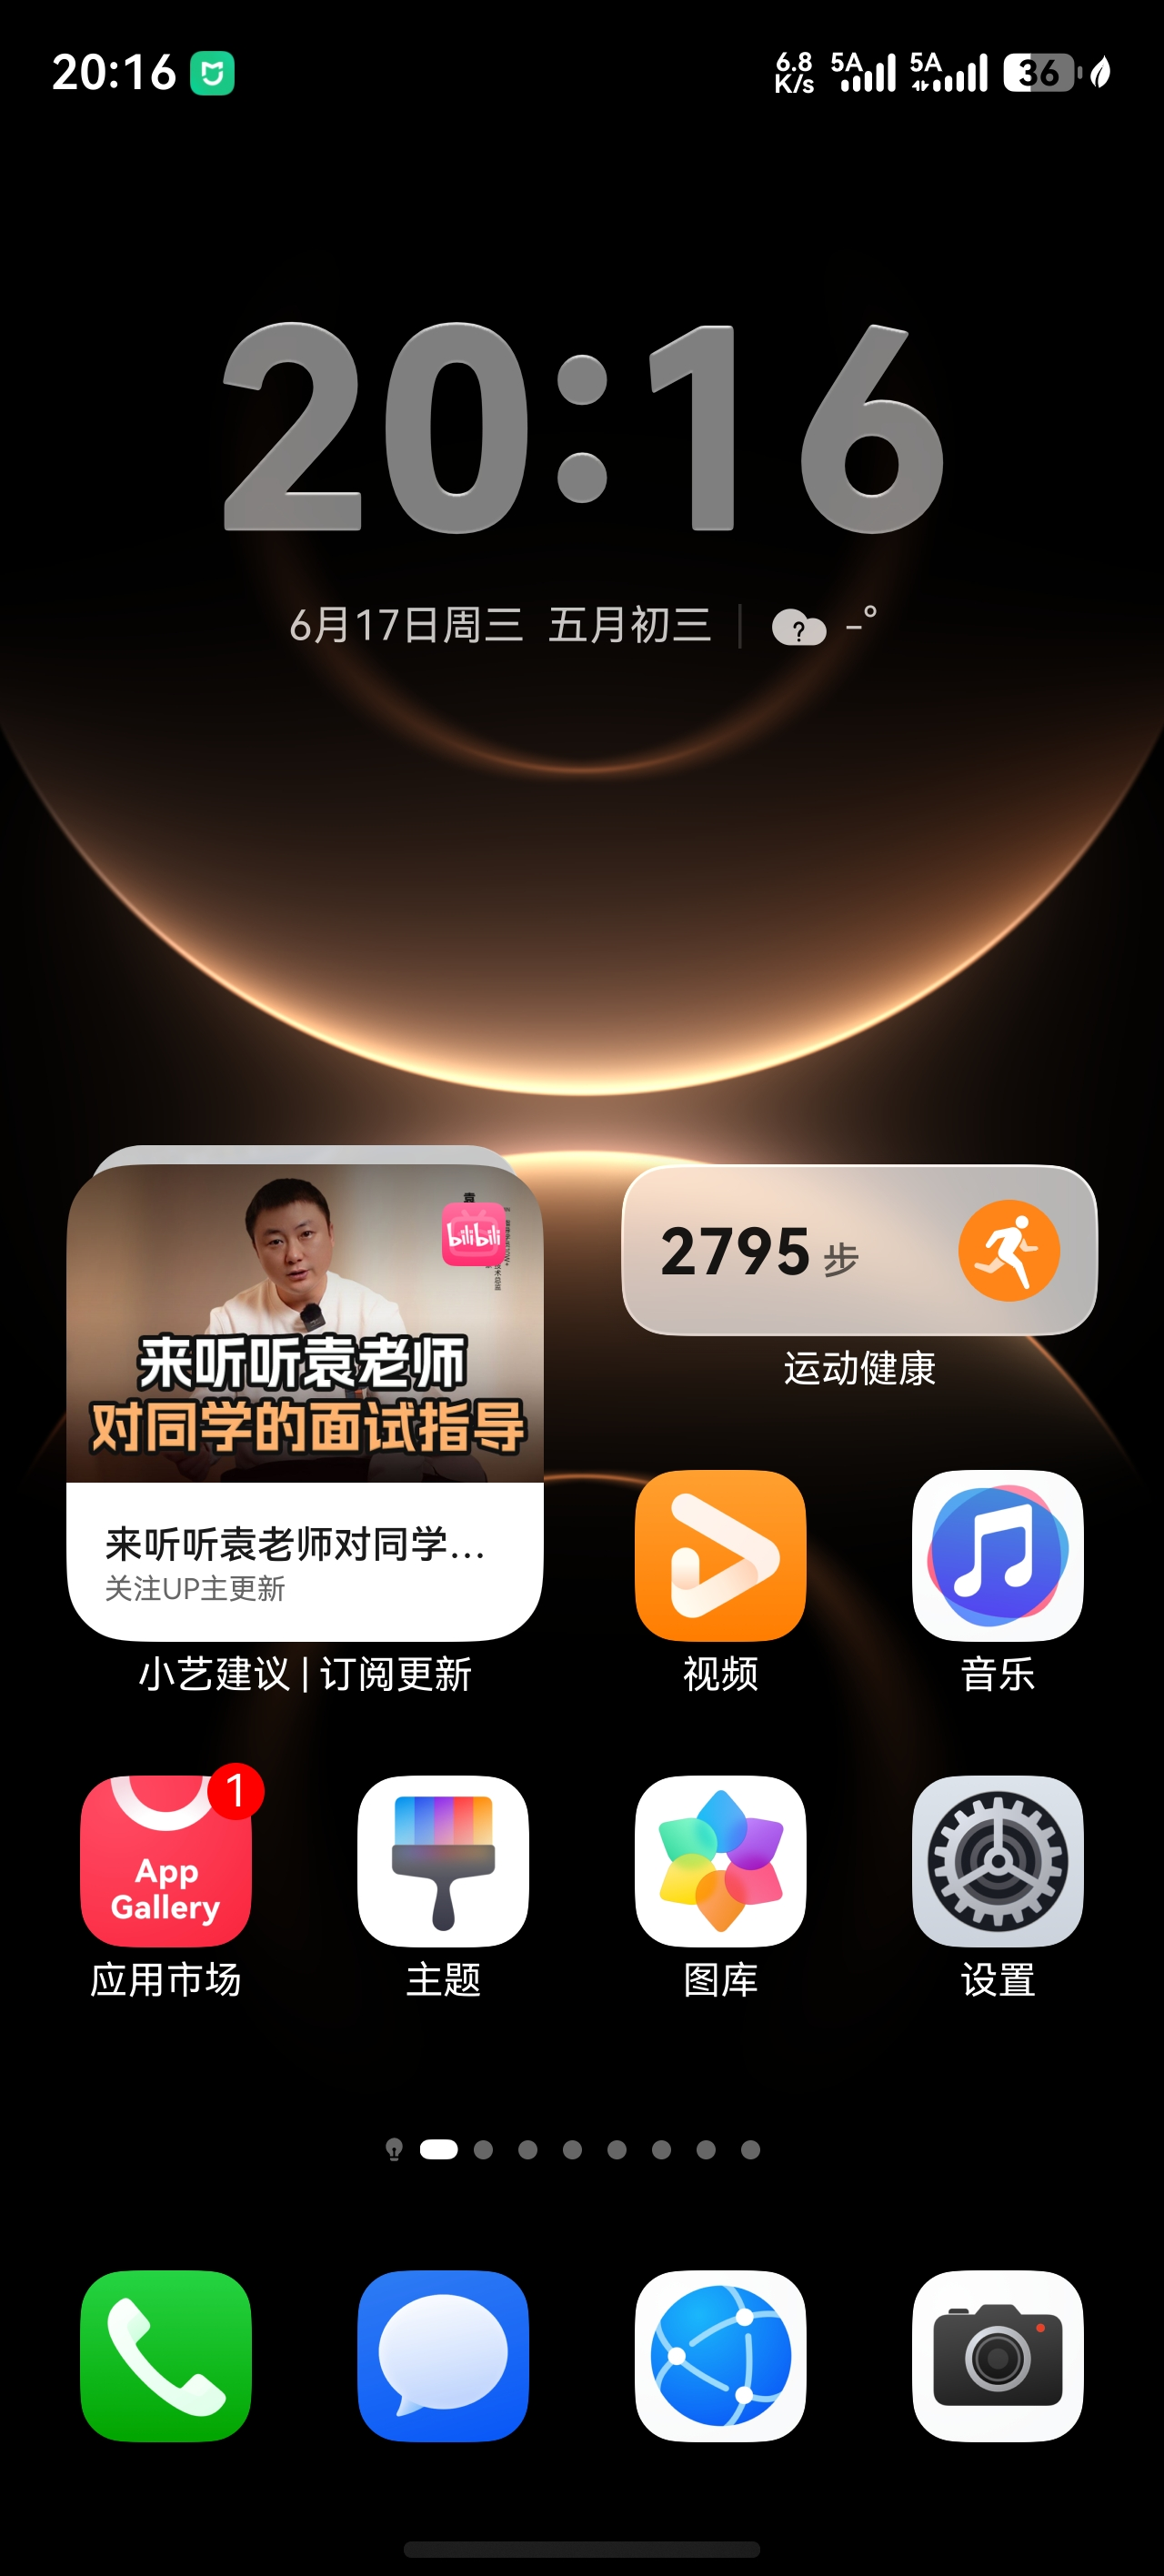 20:16
6.8 K/s 5A 5A 36
20:16
6月17日周三 五月初三 ? -°
bilibili
来听听袁老师
对同学的面试指导
来听听袁老师对同学...
关注UP主更新
小艺建议 | 订阅更新
2795 步
运动健康
视频
音乐
1
App
Gallery
应用市场
主题
图库
设置